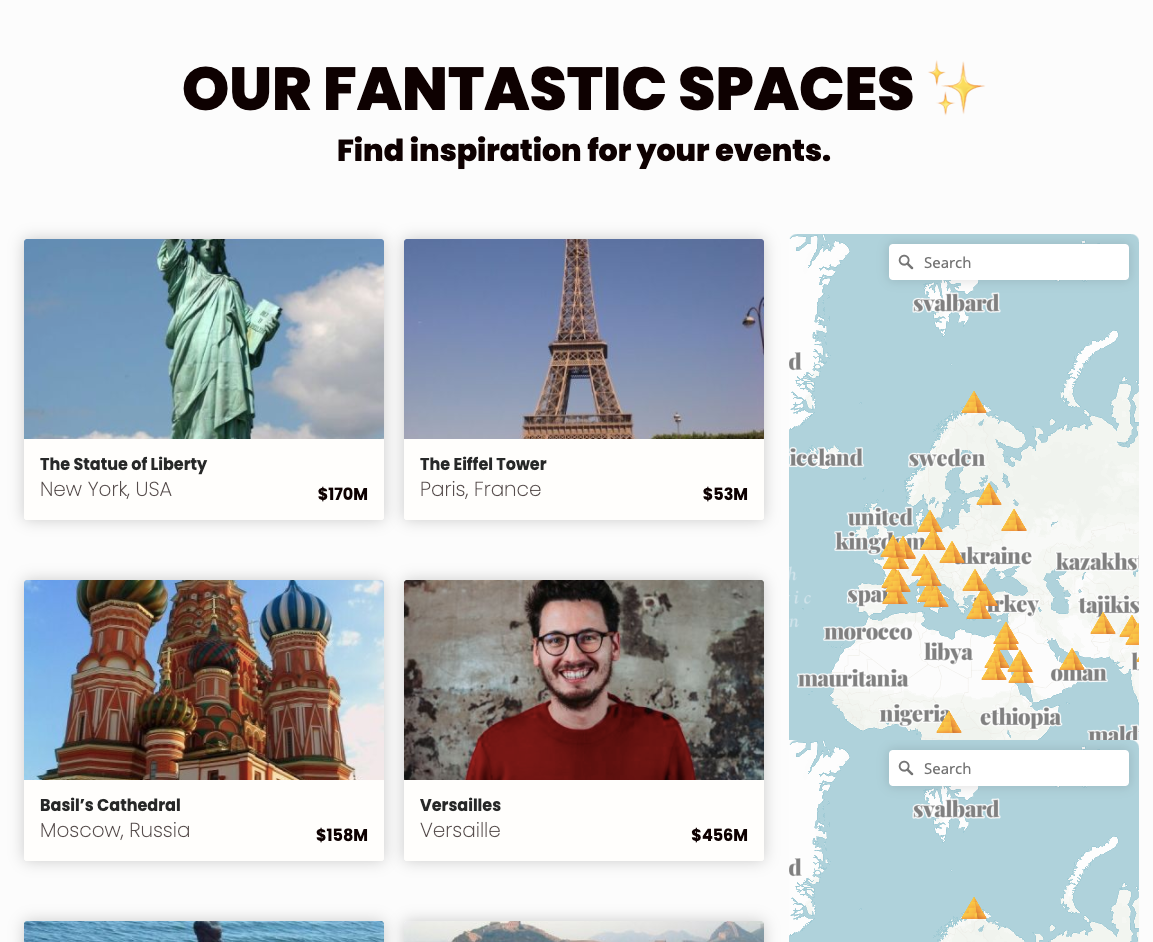 OUR FANTASTIC SPACES
Find inspiration for your events.
The Statue of Liberty
New York, USA
$170M
The Eiffel Tower
Paris, France
$53M
Basil’s Cathedral
Moscow, Russia
$158M
Versailles
Versaille
$456M
Search
svalbard
d
iceland
sweden
united
kingdom
ukraine
kazakhs
spa
urkey
tajikis
morocco
libya
oman
mauritania
nigeria
ethiopia
mald
Search
svalbard
d